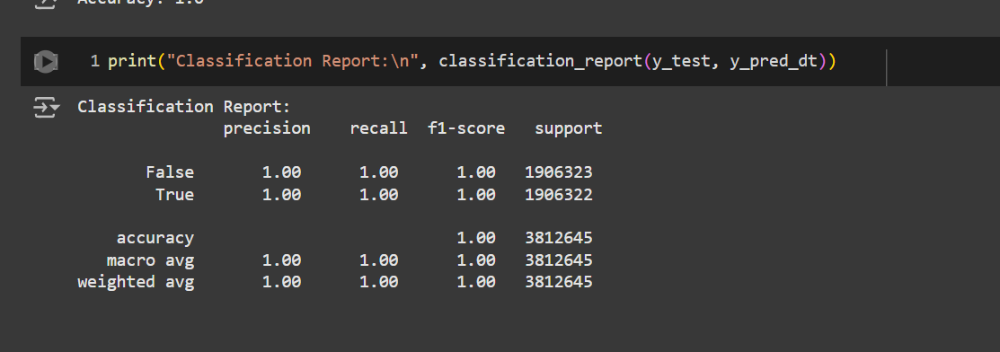 Accuracy: 1.0
1 print("Classification Report:\n", classification_report(y_test, y_pred_dt))
Classification Report:
precision recall f1-score support
False 1.00 1.00 1.00 1906323
True 1.00 1.00 1.00 1906322
accuracy 1.00 3812645
macro avg 1.00 1.00 1.00 3812645
weighted avg 1.00 1.00 1.00 3812645